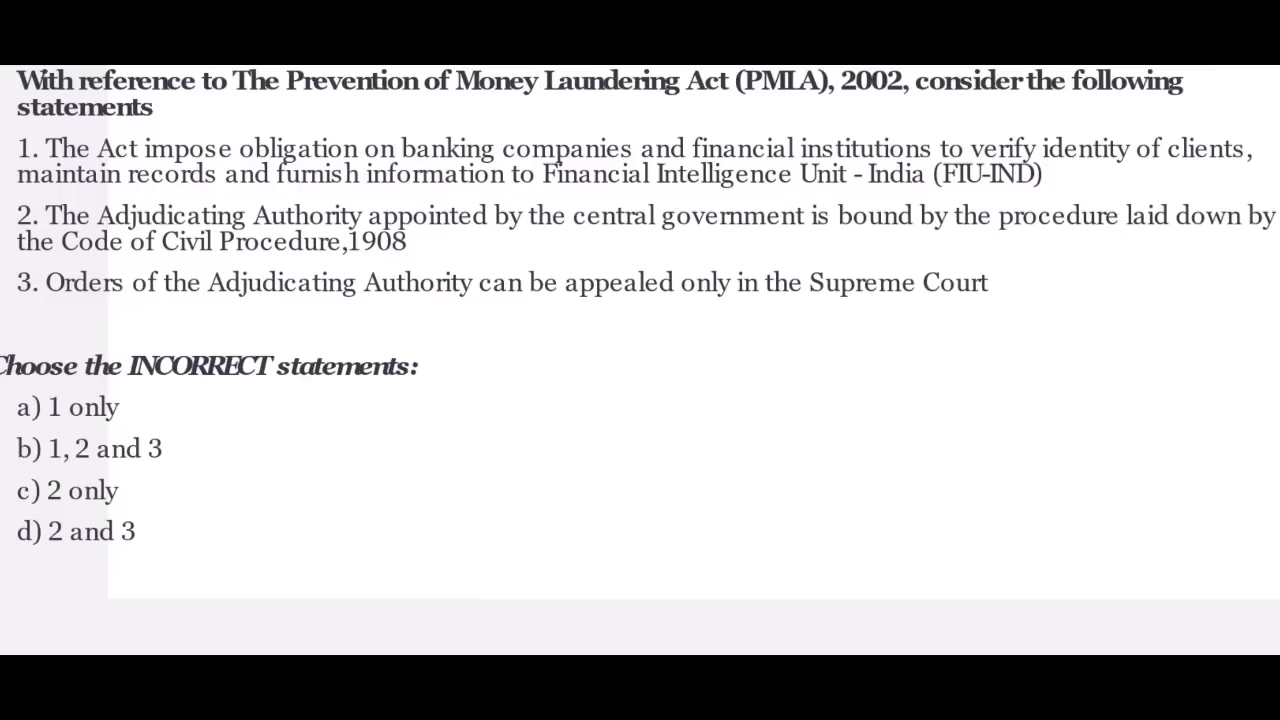 With reference to The Prevention of Money Laundering Act (PMLA), 2002, consider the following
statements
1. The Act impose obligation on banking companies and financial institutions to verify identity of clients,
maintain records and furnish information to Financial Intelligence Unit - India (FIU-IND)
2. The Adjudicating Authority appointed by the central government is bound by the procedure laid down by
the Code of Civil Procedure,1908
3. Orders of the Adjudicating Authority can be appealed only in the Supreme Court
Choose the INCORRECT statements:
a) 1 only
b) 1, 2 and 3
c) 2 only
d) 2 and 3